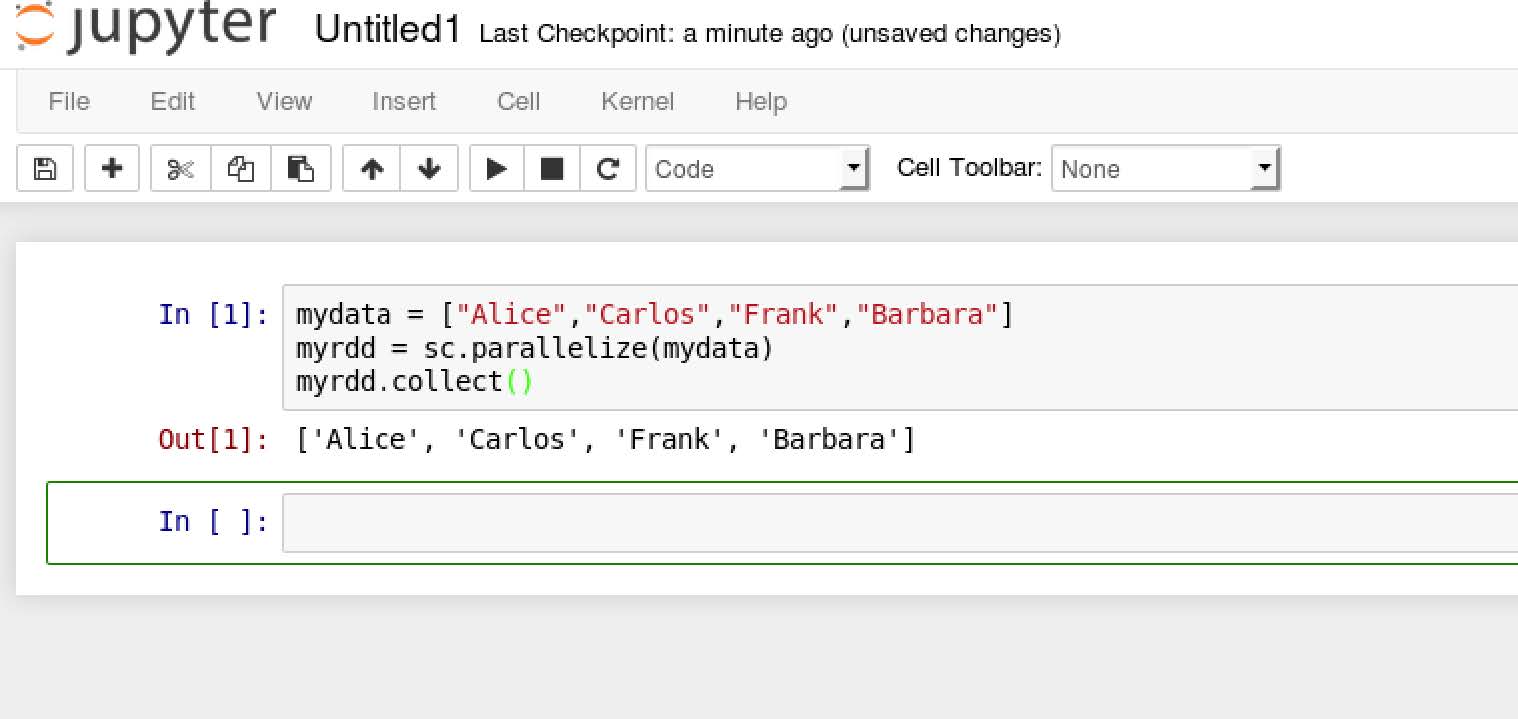 jupyter Untitled1 Last Checkpoint: a minute ago (unsaved changes)
File Edit View Insert Cell Kernel Help
Code Cell Toolbar: None
In [1]: mydata = ["Alice","Carlos","Frank","Barbara"]
myrdd = sc.parallelize(mydata)
myrdd.collect()
Out[1]: ['Alice', 'Carlos', 'Frank', 'Barbara']
In [ ]: